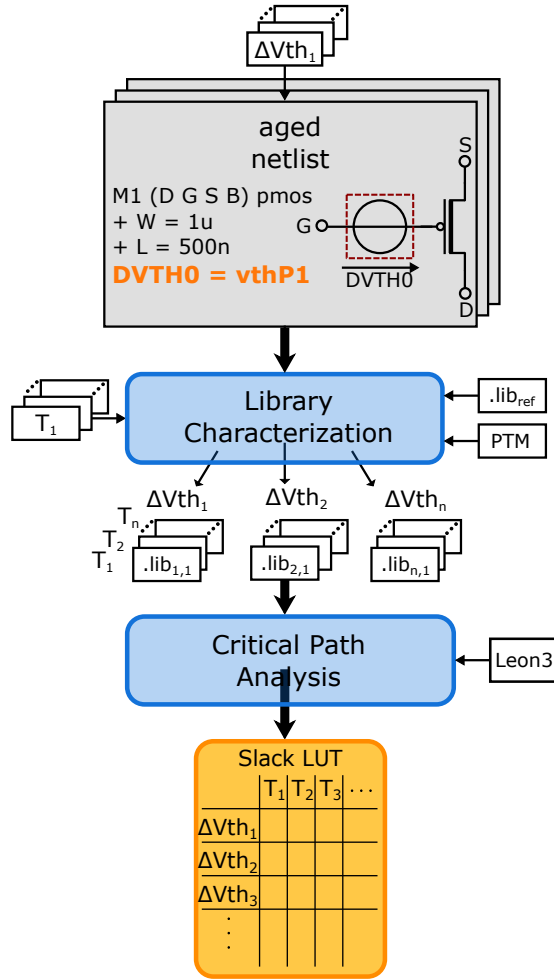 ΔVth₁
aged
netlist
M1 (D G S B) pmos
+ W = 1u
+ L = 500n
DVTH0 = vthP1
S
G
DVTH0
D
Library
Characterization
T₁
.lib_ref
PTM
ΔVth₁
ΔVth₂
ΔVthₙ
Tₙ
T₂
T₁
.lib₁,₁
.lib₂,₁
.libₙ,₁
Critical Path
Analysis
Leon3
Slack LUT
T₁ T₂ T₃ ···
ΔVth₁
ΔVth₂
ΔVth₃